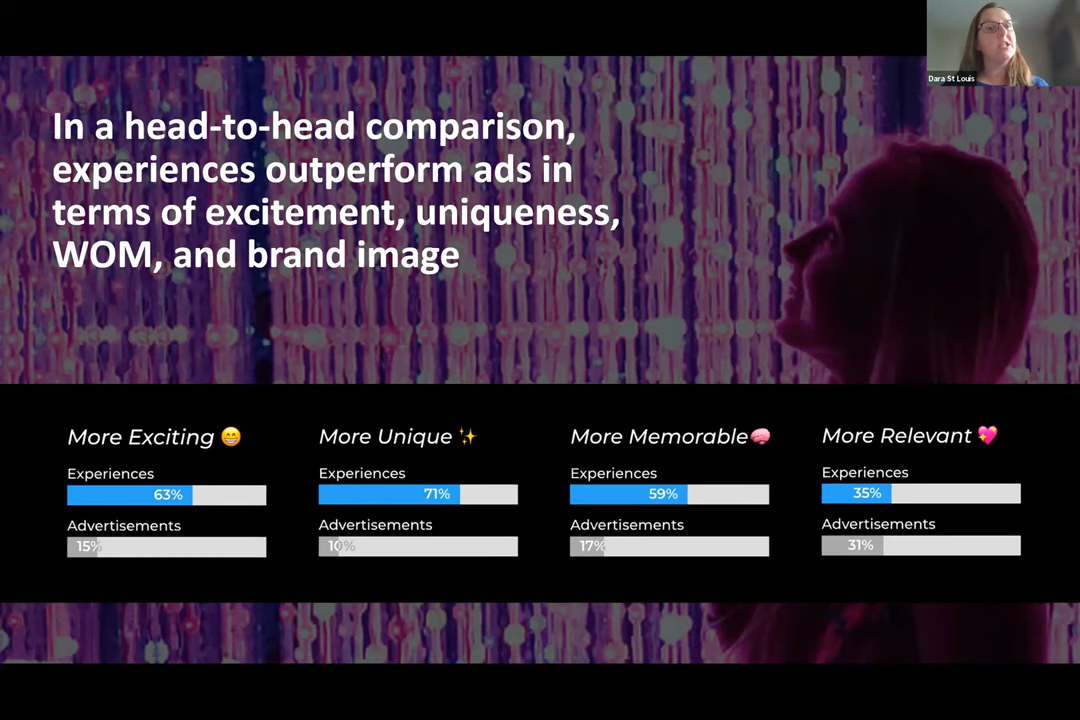 Dara St Louis
In a head-to-head comparison,
experiences outperform ads in
terms of excitement, uniqueness,
WOM, and brand image
More Exciting 😁
Experiences
63%
Advertisements
15%
More Unique ✨
Experiences
71%
Advertisements
10%
More Memorable🧠
Experiences
59%
Advertisements
17%
More Relevant 💖
Experiences
35%
Advertisements
31%